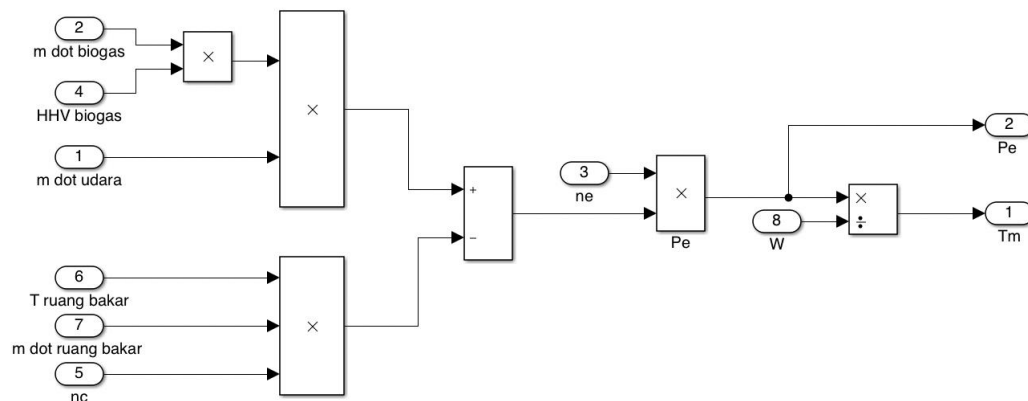 2
m dot biogas
4
HHV biogas
×
1
m dot udara
×
6
T ruang bakar
7
m dot ruang bakar
5
nc
×
+
−
3
ne
×
Pe
8
W
×
÷
2
Pe
1
Tm